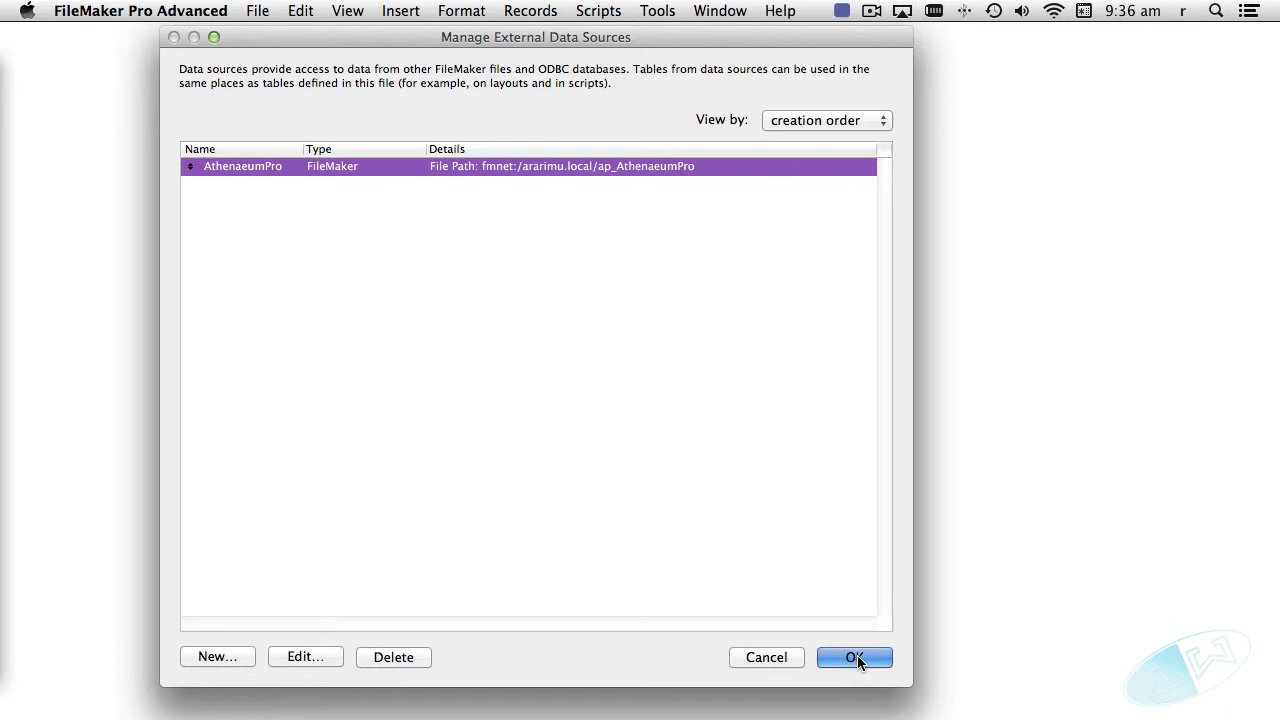 FileMaker Pro Advanced File Edit View Insert Format Records Scripts Tools Window Help 9:36 am r
Manage External Data Sources
Data sources provide access to data from other FileMaker files and ODBC databases. Tables from data sources can be used in the
same places as tables defined in this file (for example, on layouts and in scripts).
View by: creation order
Name Type Details
AthenaeumPro FileMaker File Path: fmnet:/ararimu.local/ap_AthenaeumPro
New... Edit... Delete Cancel OK